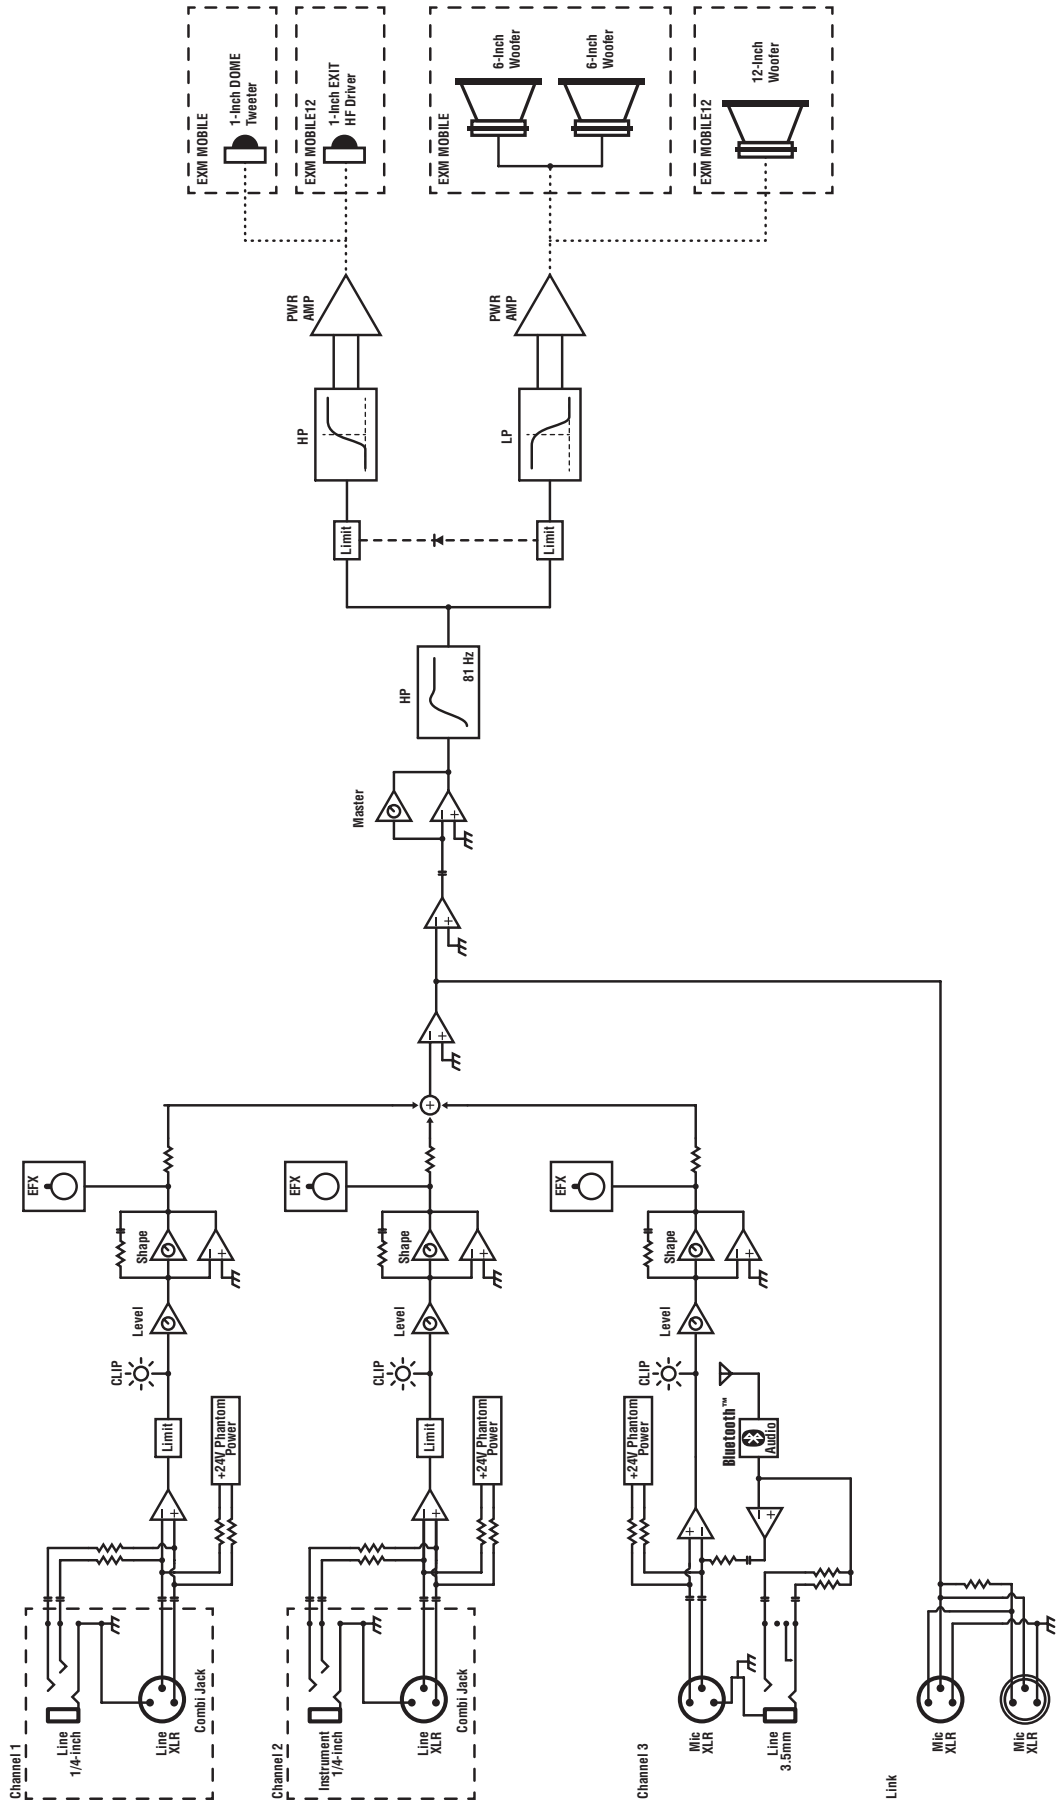 Channel 1
Line
1/4-inch
Line
XLR
Combi Jack
+24V Phantom
Power
Limit
CLIP
Level
Shape
EFX
Channel 2
Instrument
1/4-inch
Line
XLR
Combi Jack
+24V Phantom
Power
Limit
CLIP
Level
Shape
EFX
Channel 3
Mic
XLR
Line
3.5mm
+24V Phantom
Power
Bluetooth™
Audio
CLIP
Level
Shape
EFX
Link
Mic
XLR
Mic
XLR
Master
HP
81 Hz
Limit
Limit
HP
LP
PWR
AMP
PWR
AMP
EXM MOBILE
1-Inch DOME
Tweeter
EXM MOBILE12
1-Inch EXIT
HF Driver
EXM MOBILE
6-Inch
Woofer
6-Inch
Woofer
EXM MOBILE12
12-Inch
Woofer